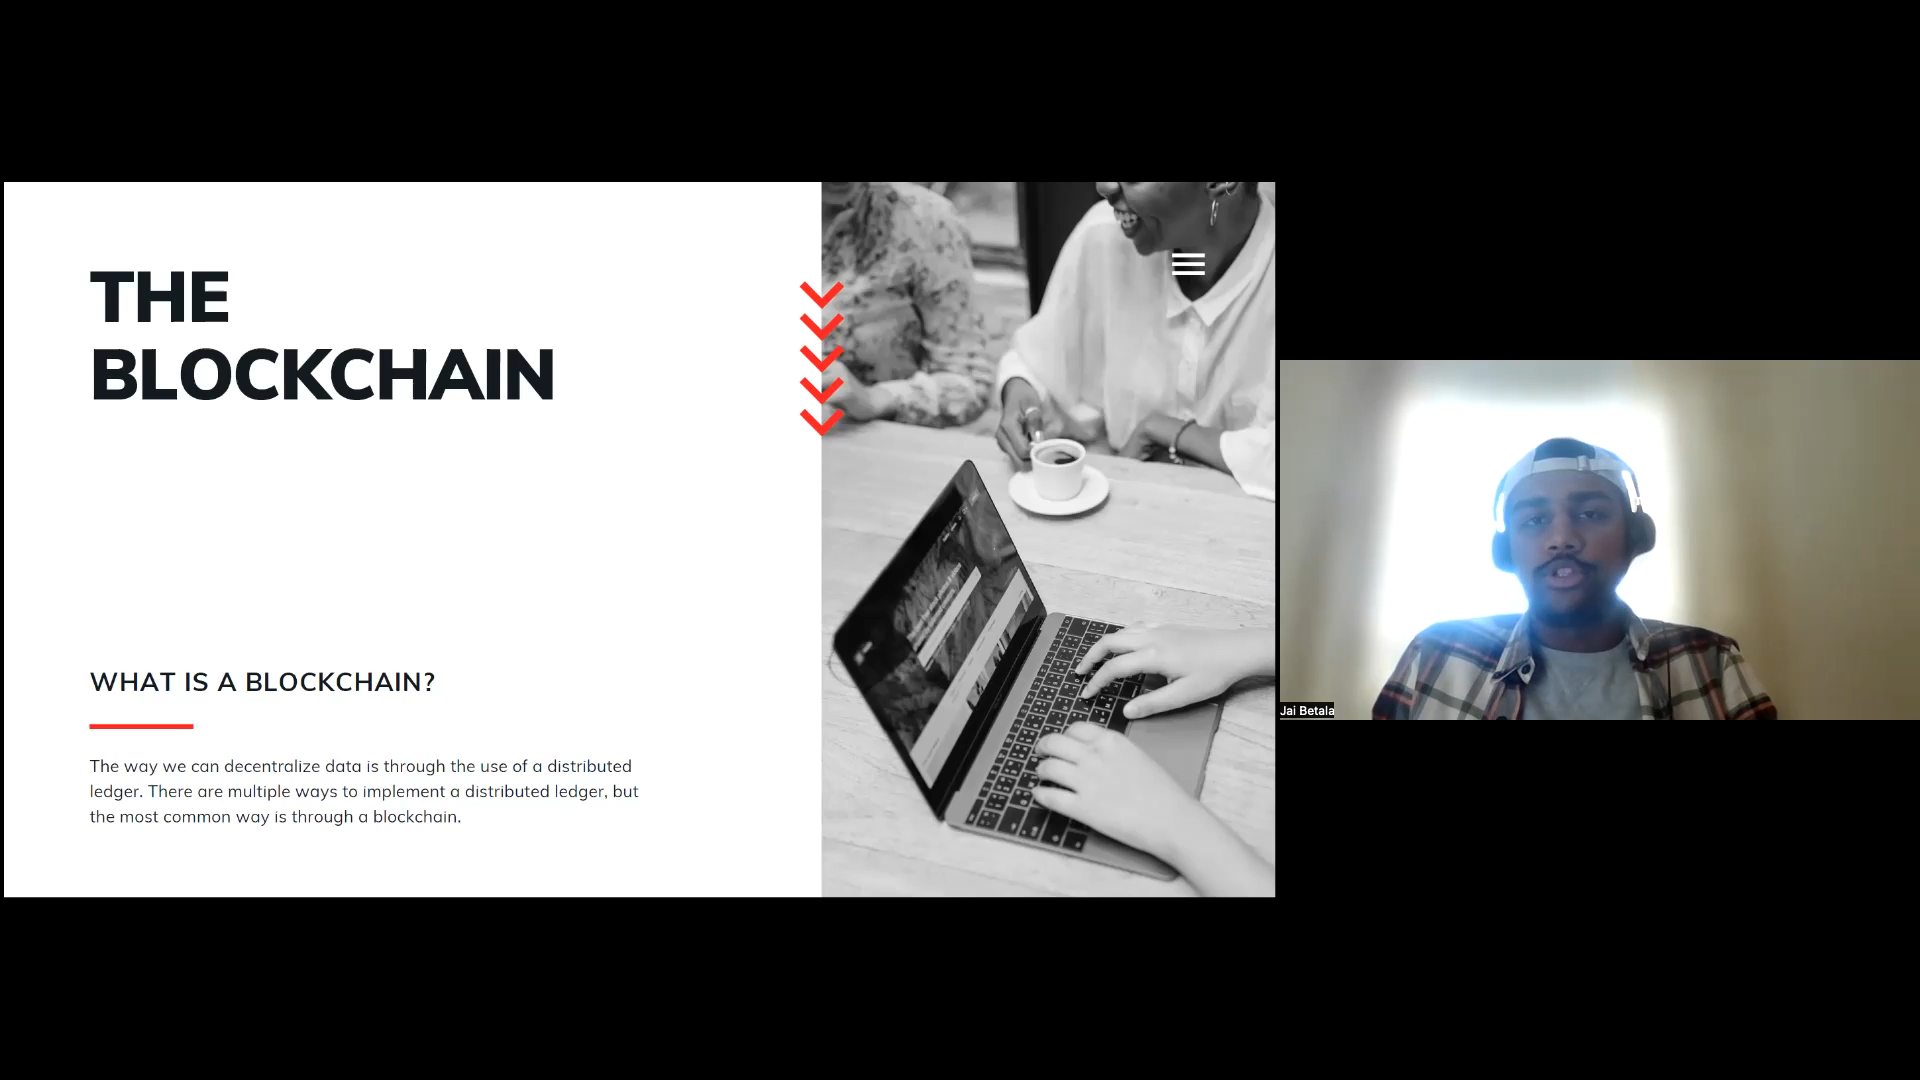 THE
BLOCKCHAIN
WHAT IS A BLOCKCHAIN?
The way we can decentralize data is through the use of a distributed
ledger. There are multiple ways to implement a distributed ledger, but
the most common way is through a blockchain.
Jai Betala